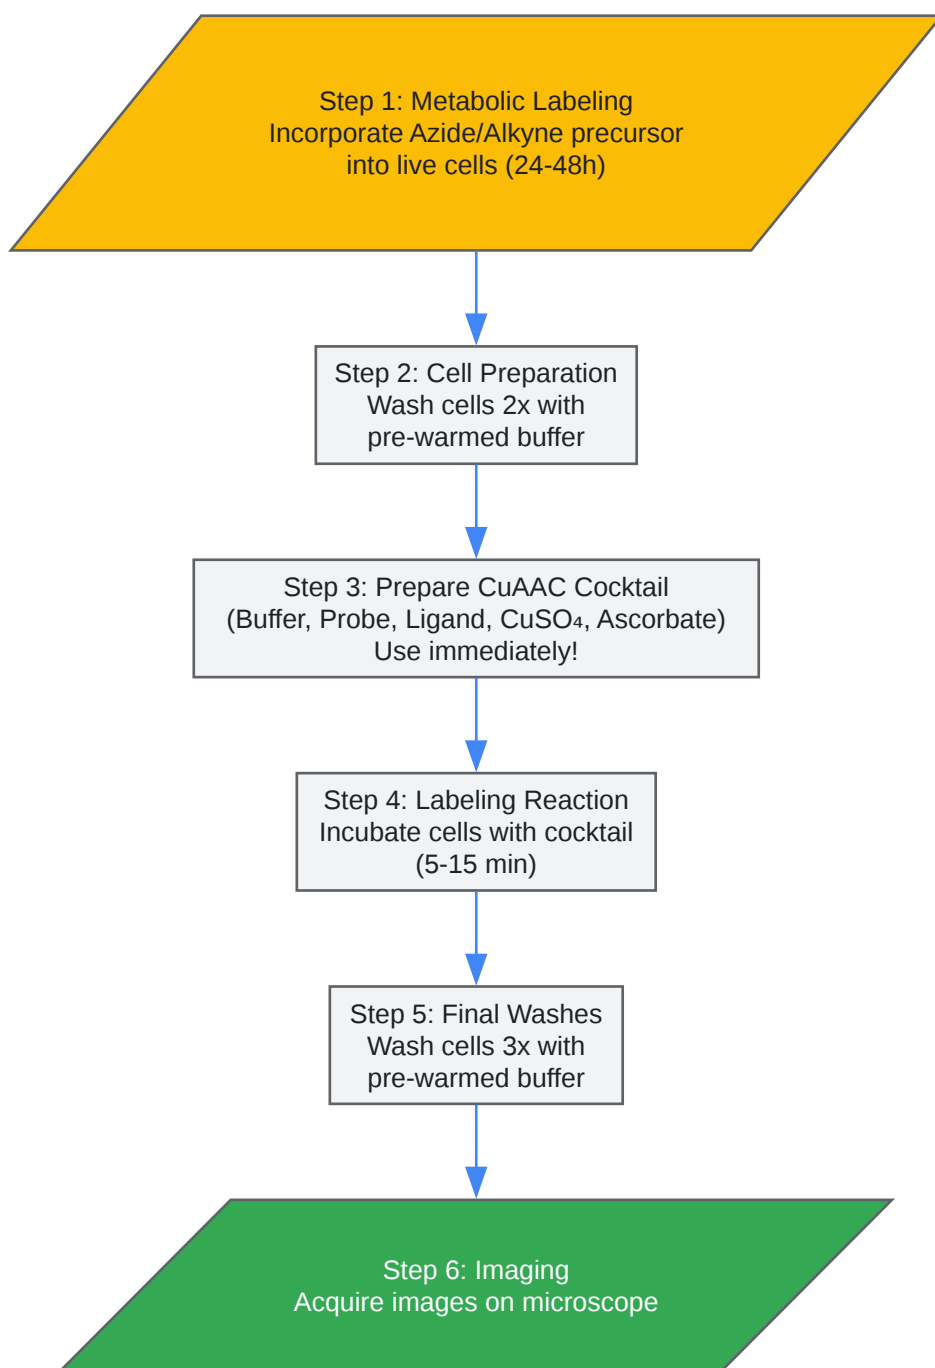 Step 1: Metabolic Labeling
Incorporate Azide/Alkyne precursor
into live cells (24-48h)
Step 2: Cell Preparation
Wash cells 2x with
pre-warmed buffer
Step 3: Prepare CuAAC Cocktail
(Buffer, Probe, Ligand, CuSO₄, Ascorbate)
Use immediately!
Step 4: Labeling Reaction
Incubate cells with cocktail
(5-15 min)
Step 5: Final Washes
Wash cells 3x with
pre-warmed buffer
Step 6: Imaging
Acquire images on microscope